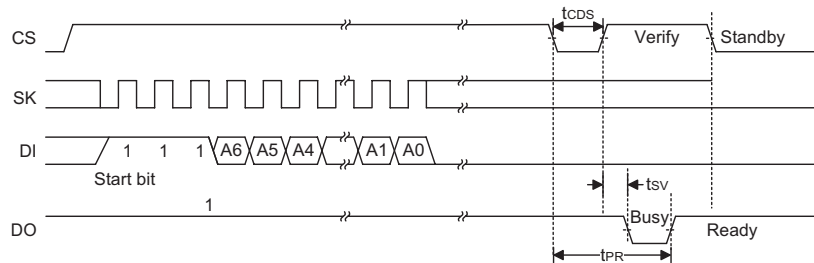 tCDS
CS
Verify
Standby
SK
DI
1 1 1 A6 A5 A4 A1 A0
Start bit
tSV
1
Busy
DO
Ready
tPR